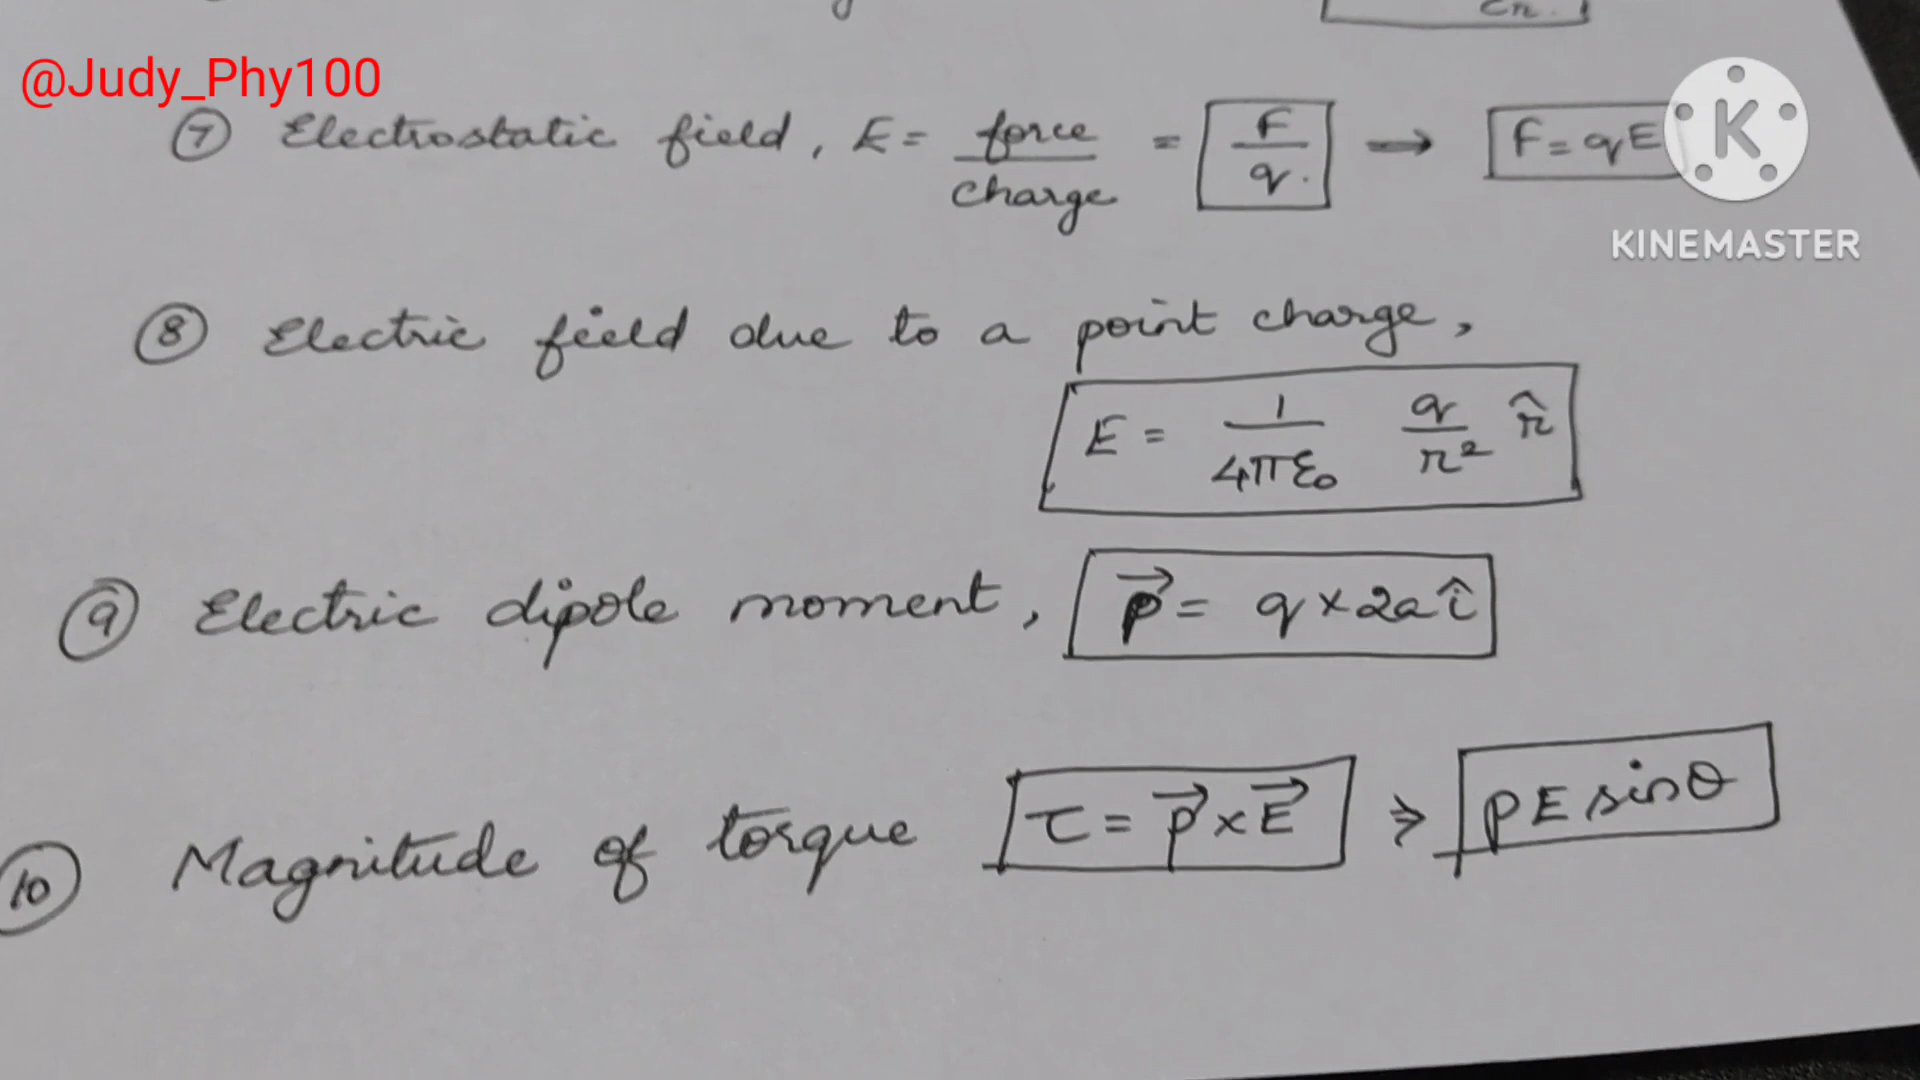 εr.
@Judy_Phy100
⑦ Electrostatic field, E = force/charge = F/q. → F = qE
KINEMASTER
⑧ Electric field due to a point charge,
E = 1/4πε₀ q/r² r̂
⑨ Electric dipole moment, p⃗ = q × 2a î
⑩ Magnitude of torque τ = p⃗ × E⃗ ⇒ PE sinθ